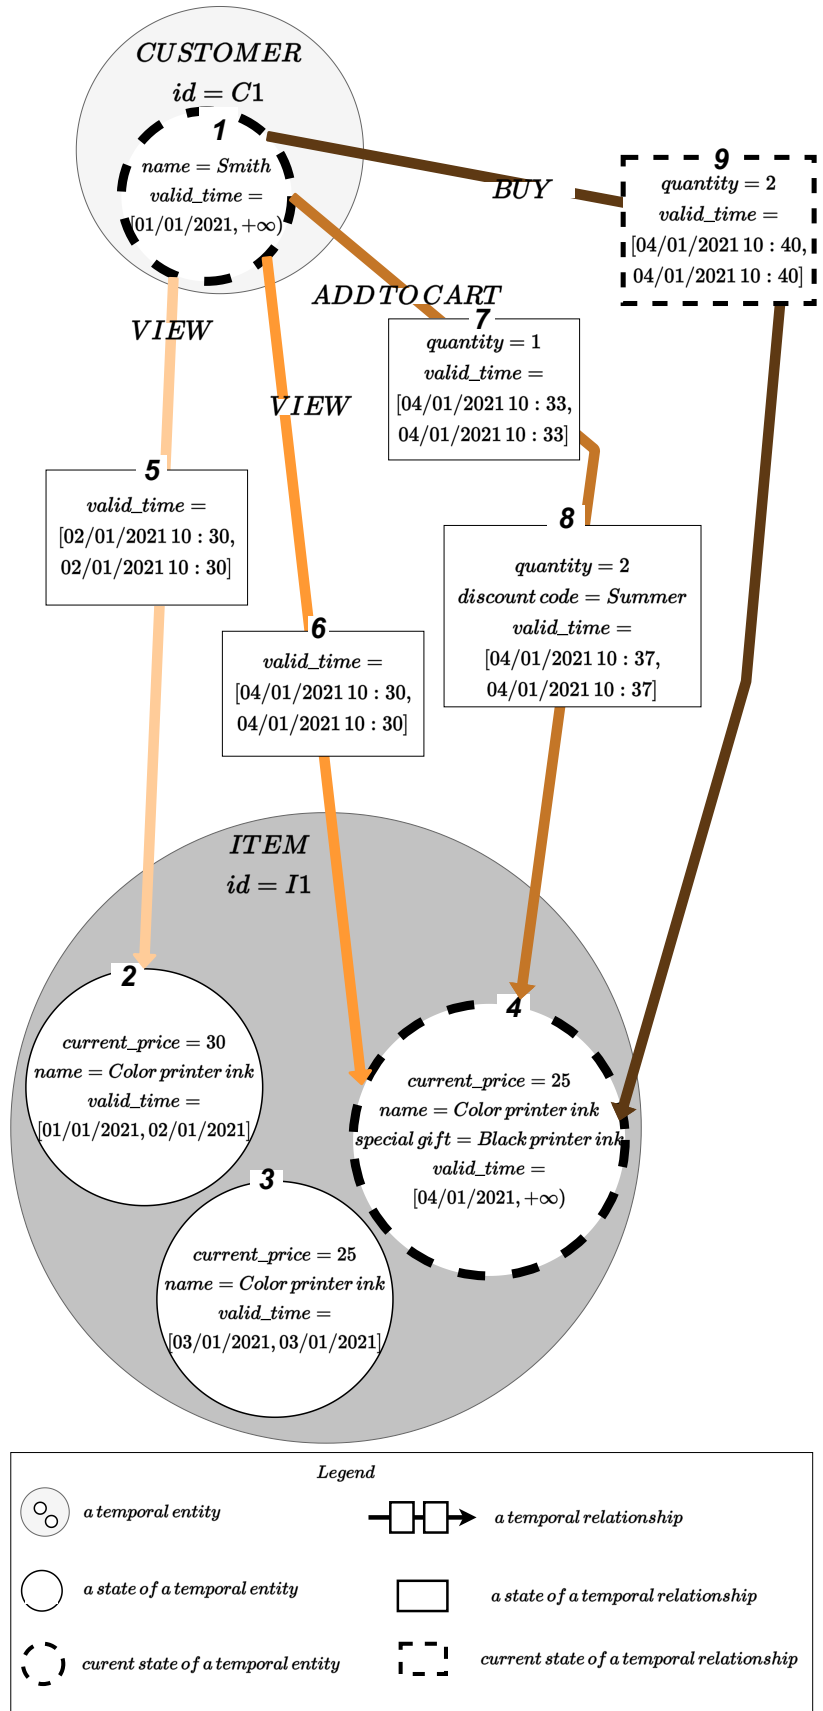 CUSTOMER
id = C1
1
name = Smith
valid_time =
[01/01/2021, +∞)
BUY
9
quantity = 2
valid_time =
[04/01/2021 10 : 40,
04/01/2021 10 : 40]
VIEW
ADD TO CART
7
quantity = 1
valid_time =
[04/01/2021 10 : 33,
04/01/2021 10 : 33]
VIEW
5
valid_time =
[02/01/2021 10 : 30,
02/01/2021 10 : 30]
8
quantity = 2
discount code = Summer
valid_time =
[04/01/2021 10 : 37,
04/01/2021 10 : 37]
6
valid_time =
[04/01/2021 10 : 30,
04/01/2021 10 : 30]
ITEM
id = I1
2
current_price = 30
name = Color printer ink
valid_time =
[01/01/2021, 02/01/2021]
4
current_price = 25
name = Color printer ink
special gift = Black printer ink
valid_time =
[04/01/2021, +∞)
3
current_price = 25
name = Color printer ink
valid_time =
[03/01/2021, 03/01/2021]
Legend
a temporal entity
a temporal relationship
a state of a temporal entity
a state of a temporal relationship
curent state of a temporal entity
current state of a temporal relationship